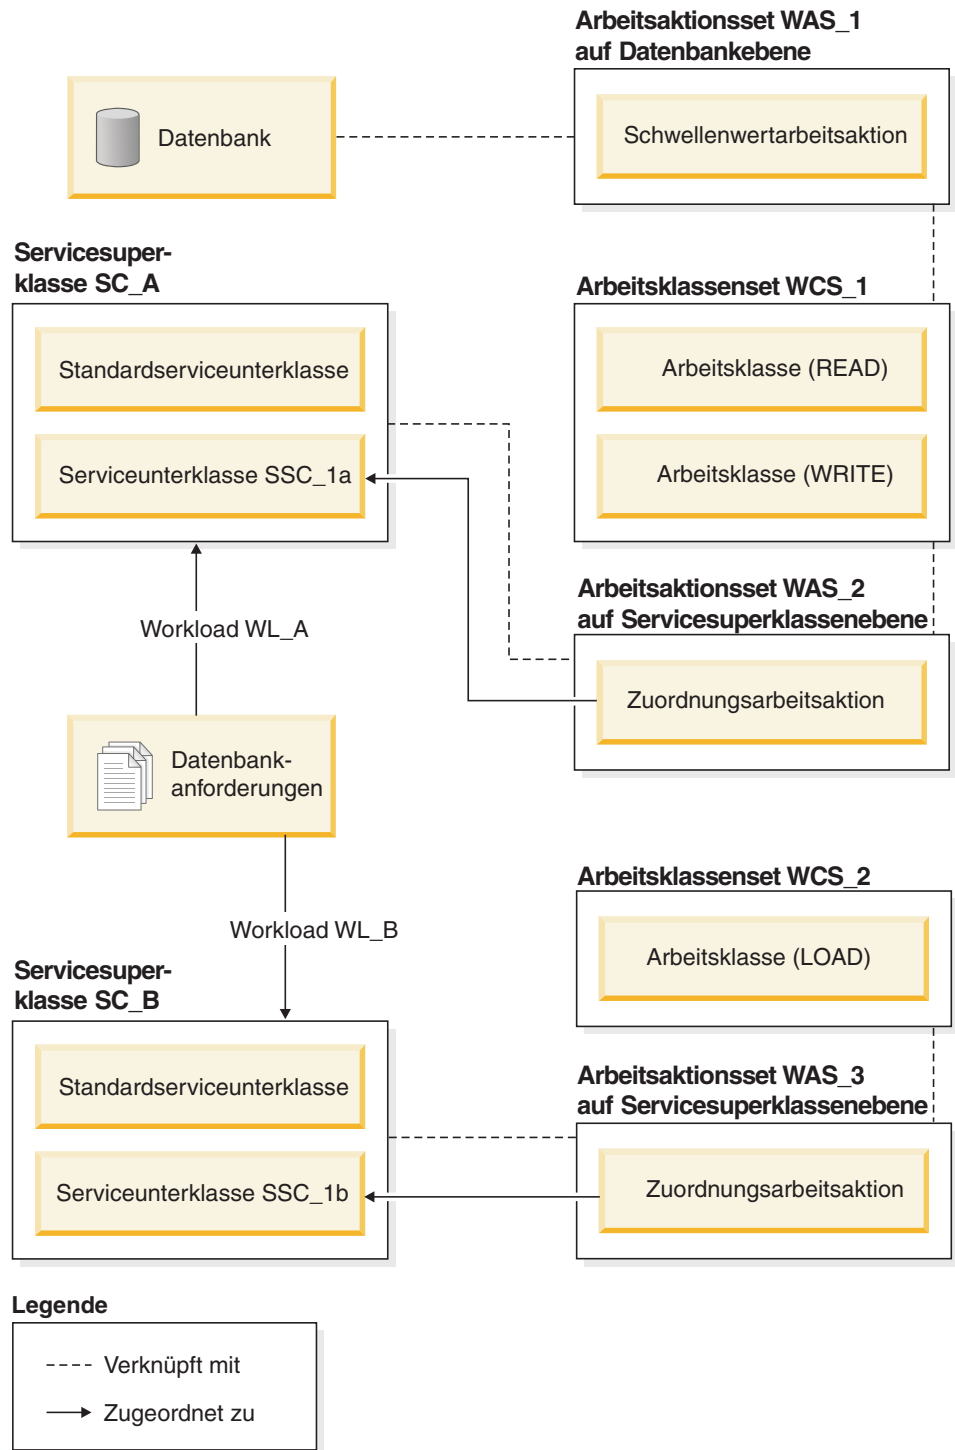 Arbeitsaktionsset WAS_1
auf Datenbankebene
Datenbank
Schwellenwertarbeitsaktion
Servicesuper-
klasse SC_A
Arbeitsklassenset WCS_1
Standardserviceunterklasse
Arbeitsklasse (READ)
Serviceunterklasse SSC_1a
Arbeitsklasse (WRITE)
Arbeitsaktionsset WAS_2
auf Servicesuperklassenebene
Workload WL_A
Zuordnungsarbeitsaktion
Datenbank-
anforderungen
Arbeitsklassenset WCS_2
Workload WL_B
Arbeitsklasse (LOAD)
Servicesuper-
klasse SC_B
Standardserviceunterklasse
Arbeitsaktionsset WAS_3
auf Servicesuperklassenebene
Serviceunterklasse SSC_1b
Zuordnungsarbeitsaktion
Legende
Verknüpft mit
Zugeordnet zu